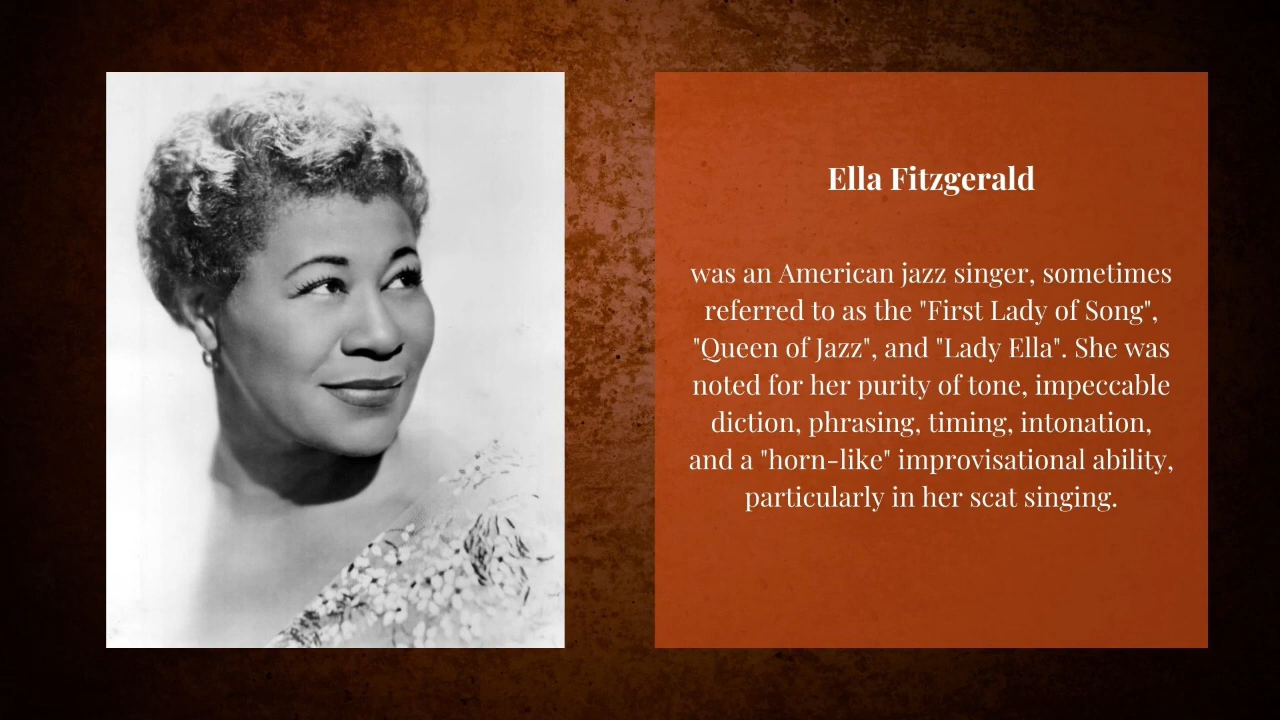 Ella Fitzgerald
was an American jazz singer, sometimes
referred to as the "First Lady of Song",
"Queen of Jazz", and "Lady Ella". She was
noted for her purity of tone, impeccable
diction, phrasing, timing, intonation,
and a "horn-like" improvisational ability,
particularly in her scat singing.